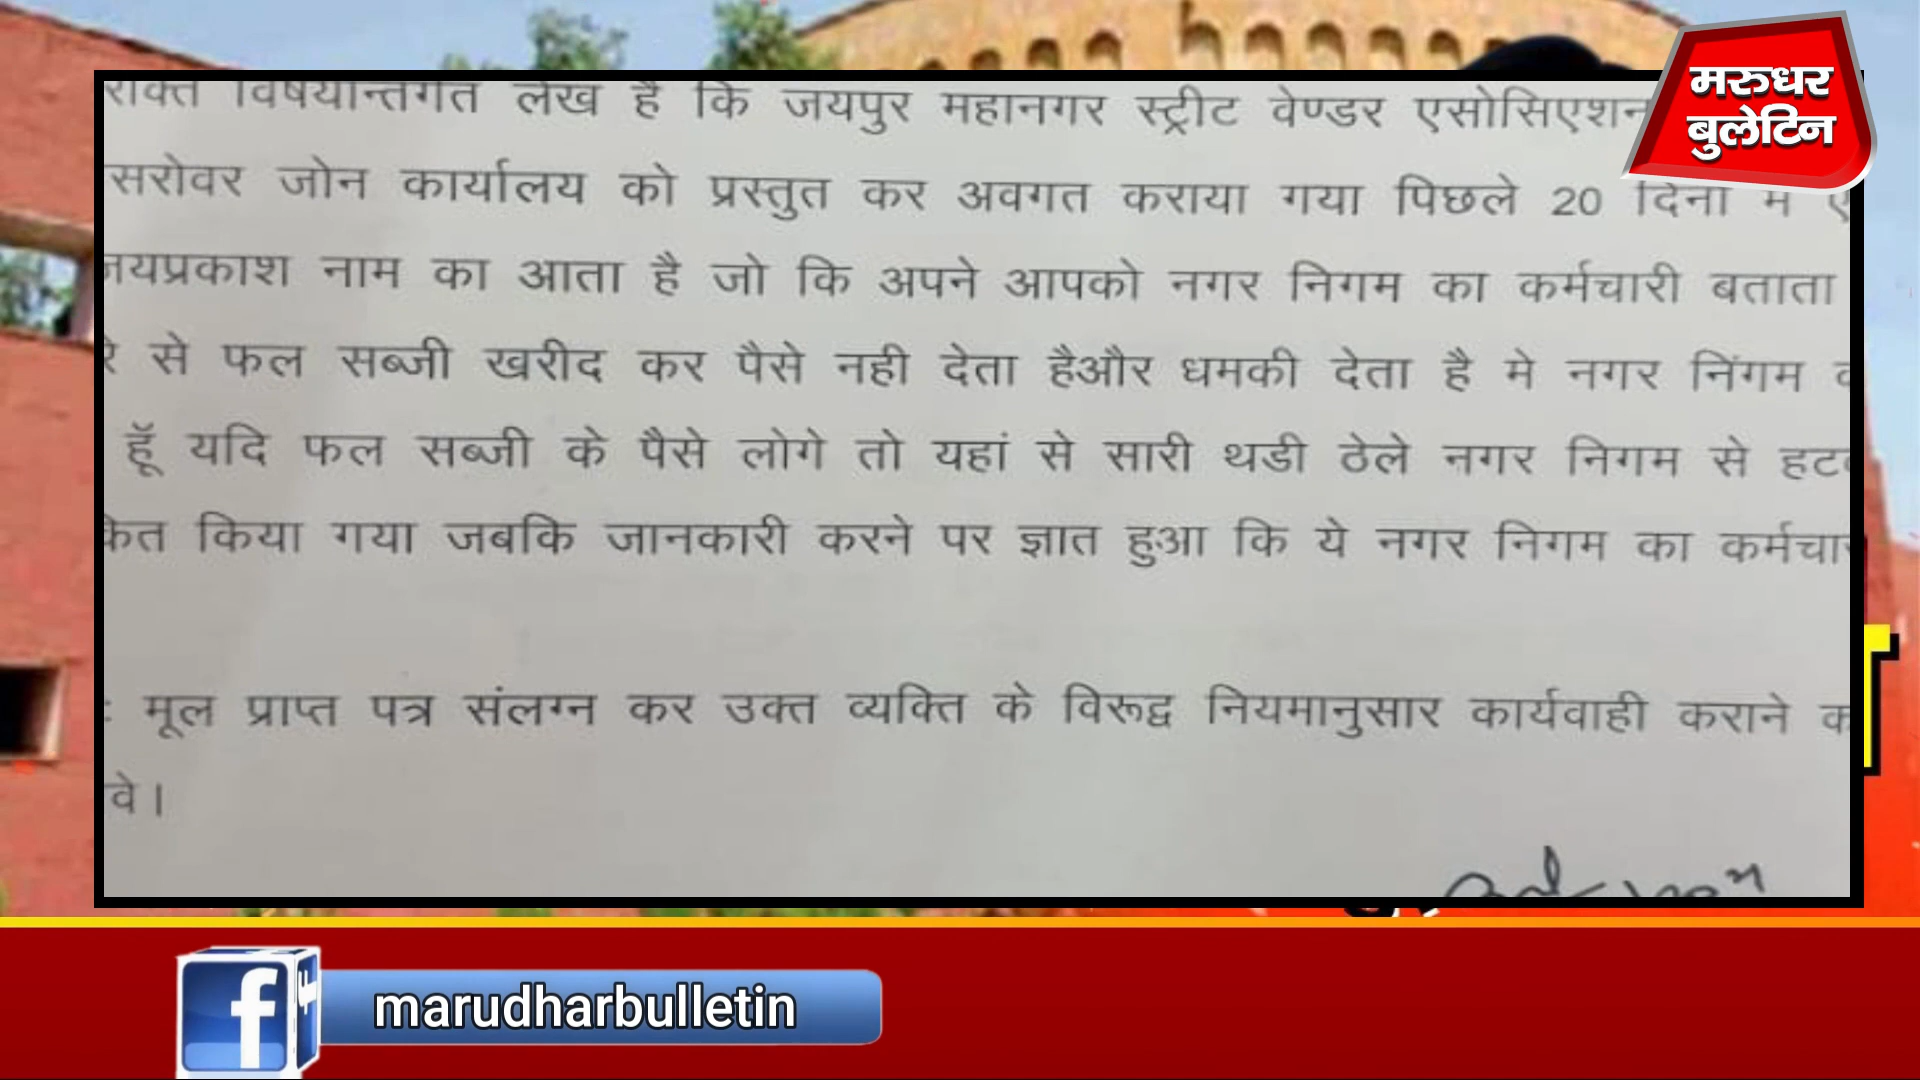 मरुधर
बुलेटिन
विषयान्तर्गत लेख है कि जयपुर महानगर स्ट्रीट वेण्डर एसोसिएशन
सरोवर जोन कार्यालय को प्रस्तुत कर अवगत कराया गया पिछले 20 दिनों में
जयप्रकाश नाम का आता है जो कि अपने आपको नगर निगम का कर्मचारी बताता
से फल सब्जी खरीद कर पैसे नही देता हैऔर धमकी देता है मे नगर निंगम
हूॅ यदि फल सब्जी के पैसे लोगे तो यहां से सारी थडी ठेले नगर निगम से
किया गया जबकि जानकारी करने पर ज्ञात हुआ कि ये नगर निगम का
: मूल प्राप्त पत्र संलग्न कर उक्त व्यक्ति के विरूद्व नियमानुसार कार्यवाही कराने
वे।
marudharbulletin